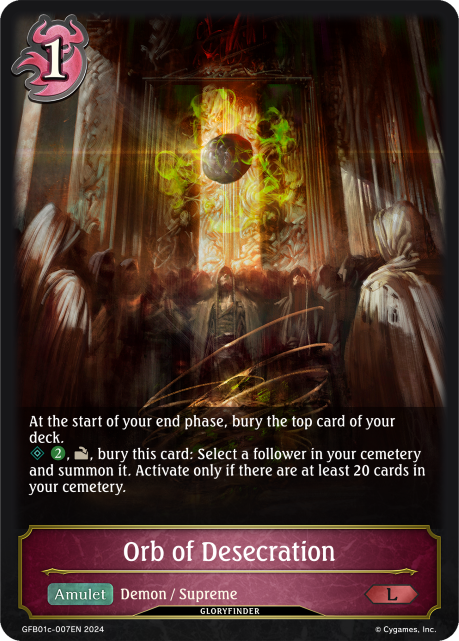 1
At the start of your end phase, bury the top card of your
deck.
2, , bury this card: Select a follower in your cemetery
and summon it. Activate only if there are at least 20 cards in
your cemetery.
Orb of Desecration
Amulet Demon / Supreme L
GLORYFINDER
GFB01c-007EN 2024 © Cygames, Inc.